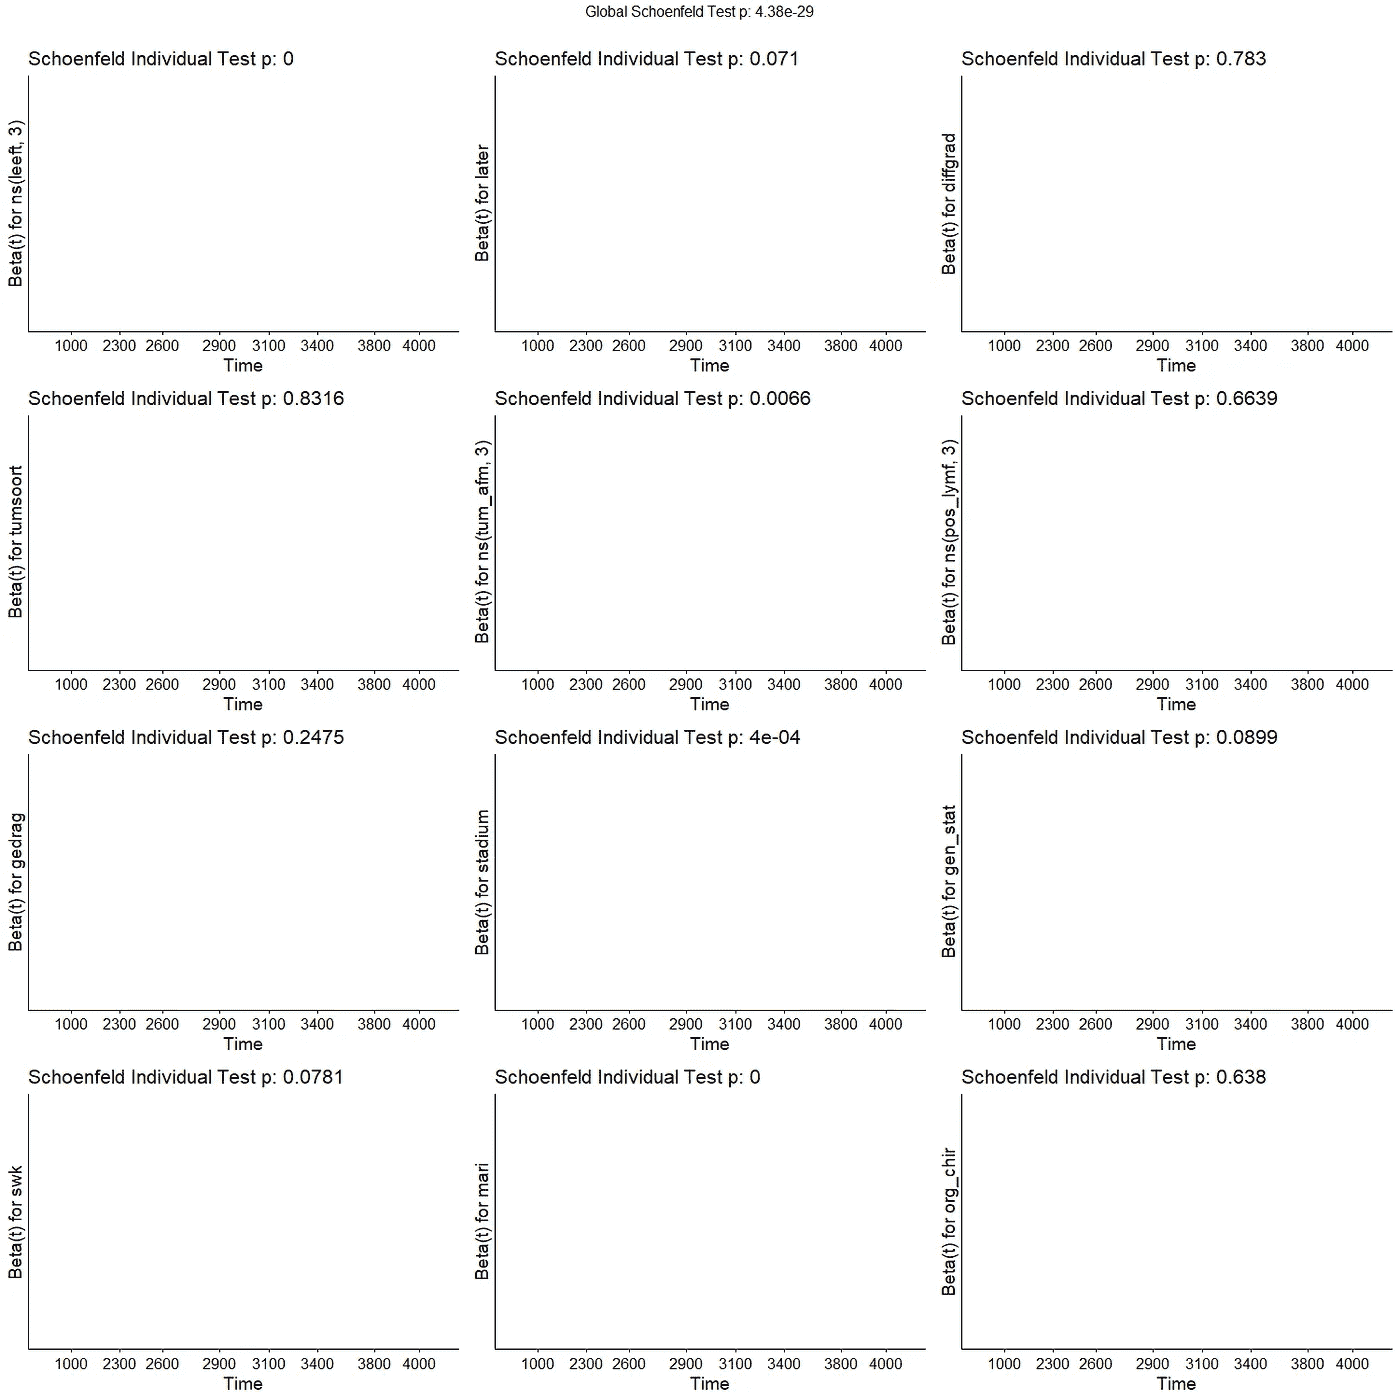 Global Schoenfeld Test p: 4.38e-29
Schoenfeld Individual Test p: 0
Beta(t) for ns(leeft, 3)
1000 2300 2600 2900 3100 3400 3800 4000
Time
Schoenfeld Individual Test p: 0.071
Beta(t) for later
1000 2300 2600 2900 3100 3400 3800 4000
Time
Schoenfeld Individual Test p: 0.783
Beta(t) for diffgrad
1000 2300 2600 2900 3100 3400 3800 4000
Time
Schoenfeld Individual Test p: 0.8316
Beta(t) for tumsoort
1000 2300 2600 2900 3100 3400 3800 4000
Time
Schoenfeld Individual Test p: 0.0066
Beta(t) for ns(tum_afm, 3)
1000 2300 2600 2900 3100 3400 3800 4000
Time
Schoenfeld Individual Test p: 0.6639
Beta(t) for ns(pos_lymf, 3)
1000 2300 2600 2900 3100 3400 3800 4000
Time
Schoenfeld Individual Test p: 0.2475
Beta(t) for gedrag
1000 2300 2600 2900 3100 3400 3800 4000
Time
Schoenfeld Individual Test p: 4e-04
Beta(t) for stadium
1000 2300 2600 2900 3100 3400 3800 4000
Time
Schoenfeld Individual Test p: 0.0899
Beta(t) for gen_stat
1000 2300 2600 2900 3100 3400 3800 4000
Time
Schoenfeld Individual Test p: 0.0781
Beta(t) for swk
1000 2300 2600 2900 3100 3400 3800 4000
Time
Schoenfeld Individual Test p: 0
Beta(t) for mari
1000 2300 2600 2900 3100 3400 3800 4000
Time
Schoenfeld Individual Test p: 0.638
Beta(t) for org_chir
1000 2300 2600 2900 3100 3400 3800 4000
Time